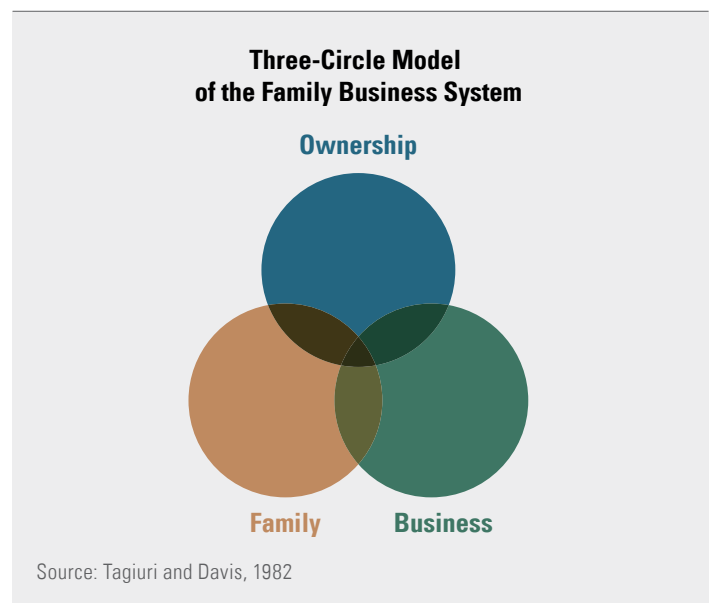 Three-Circle Model
of the Family Business System
Ownership
Family
Business
Source: Tagiuri and Davis, 1982